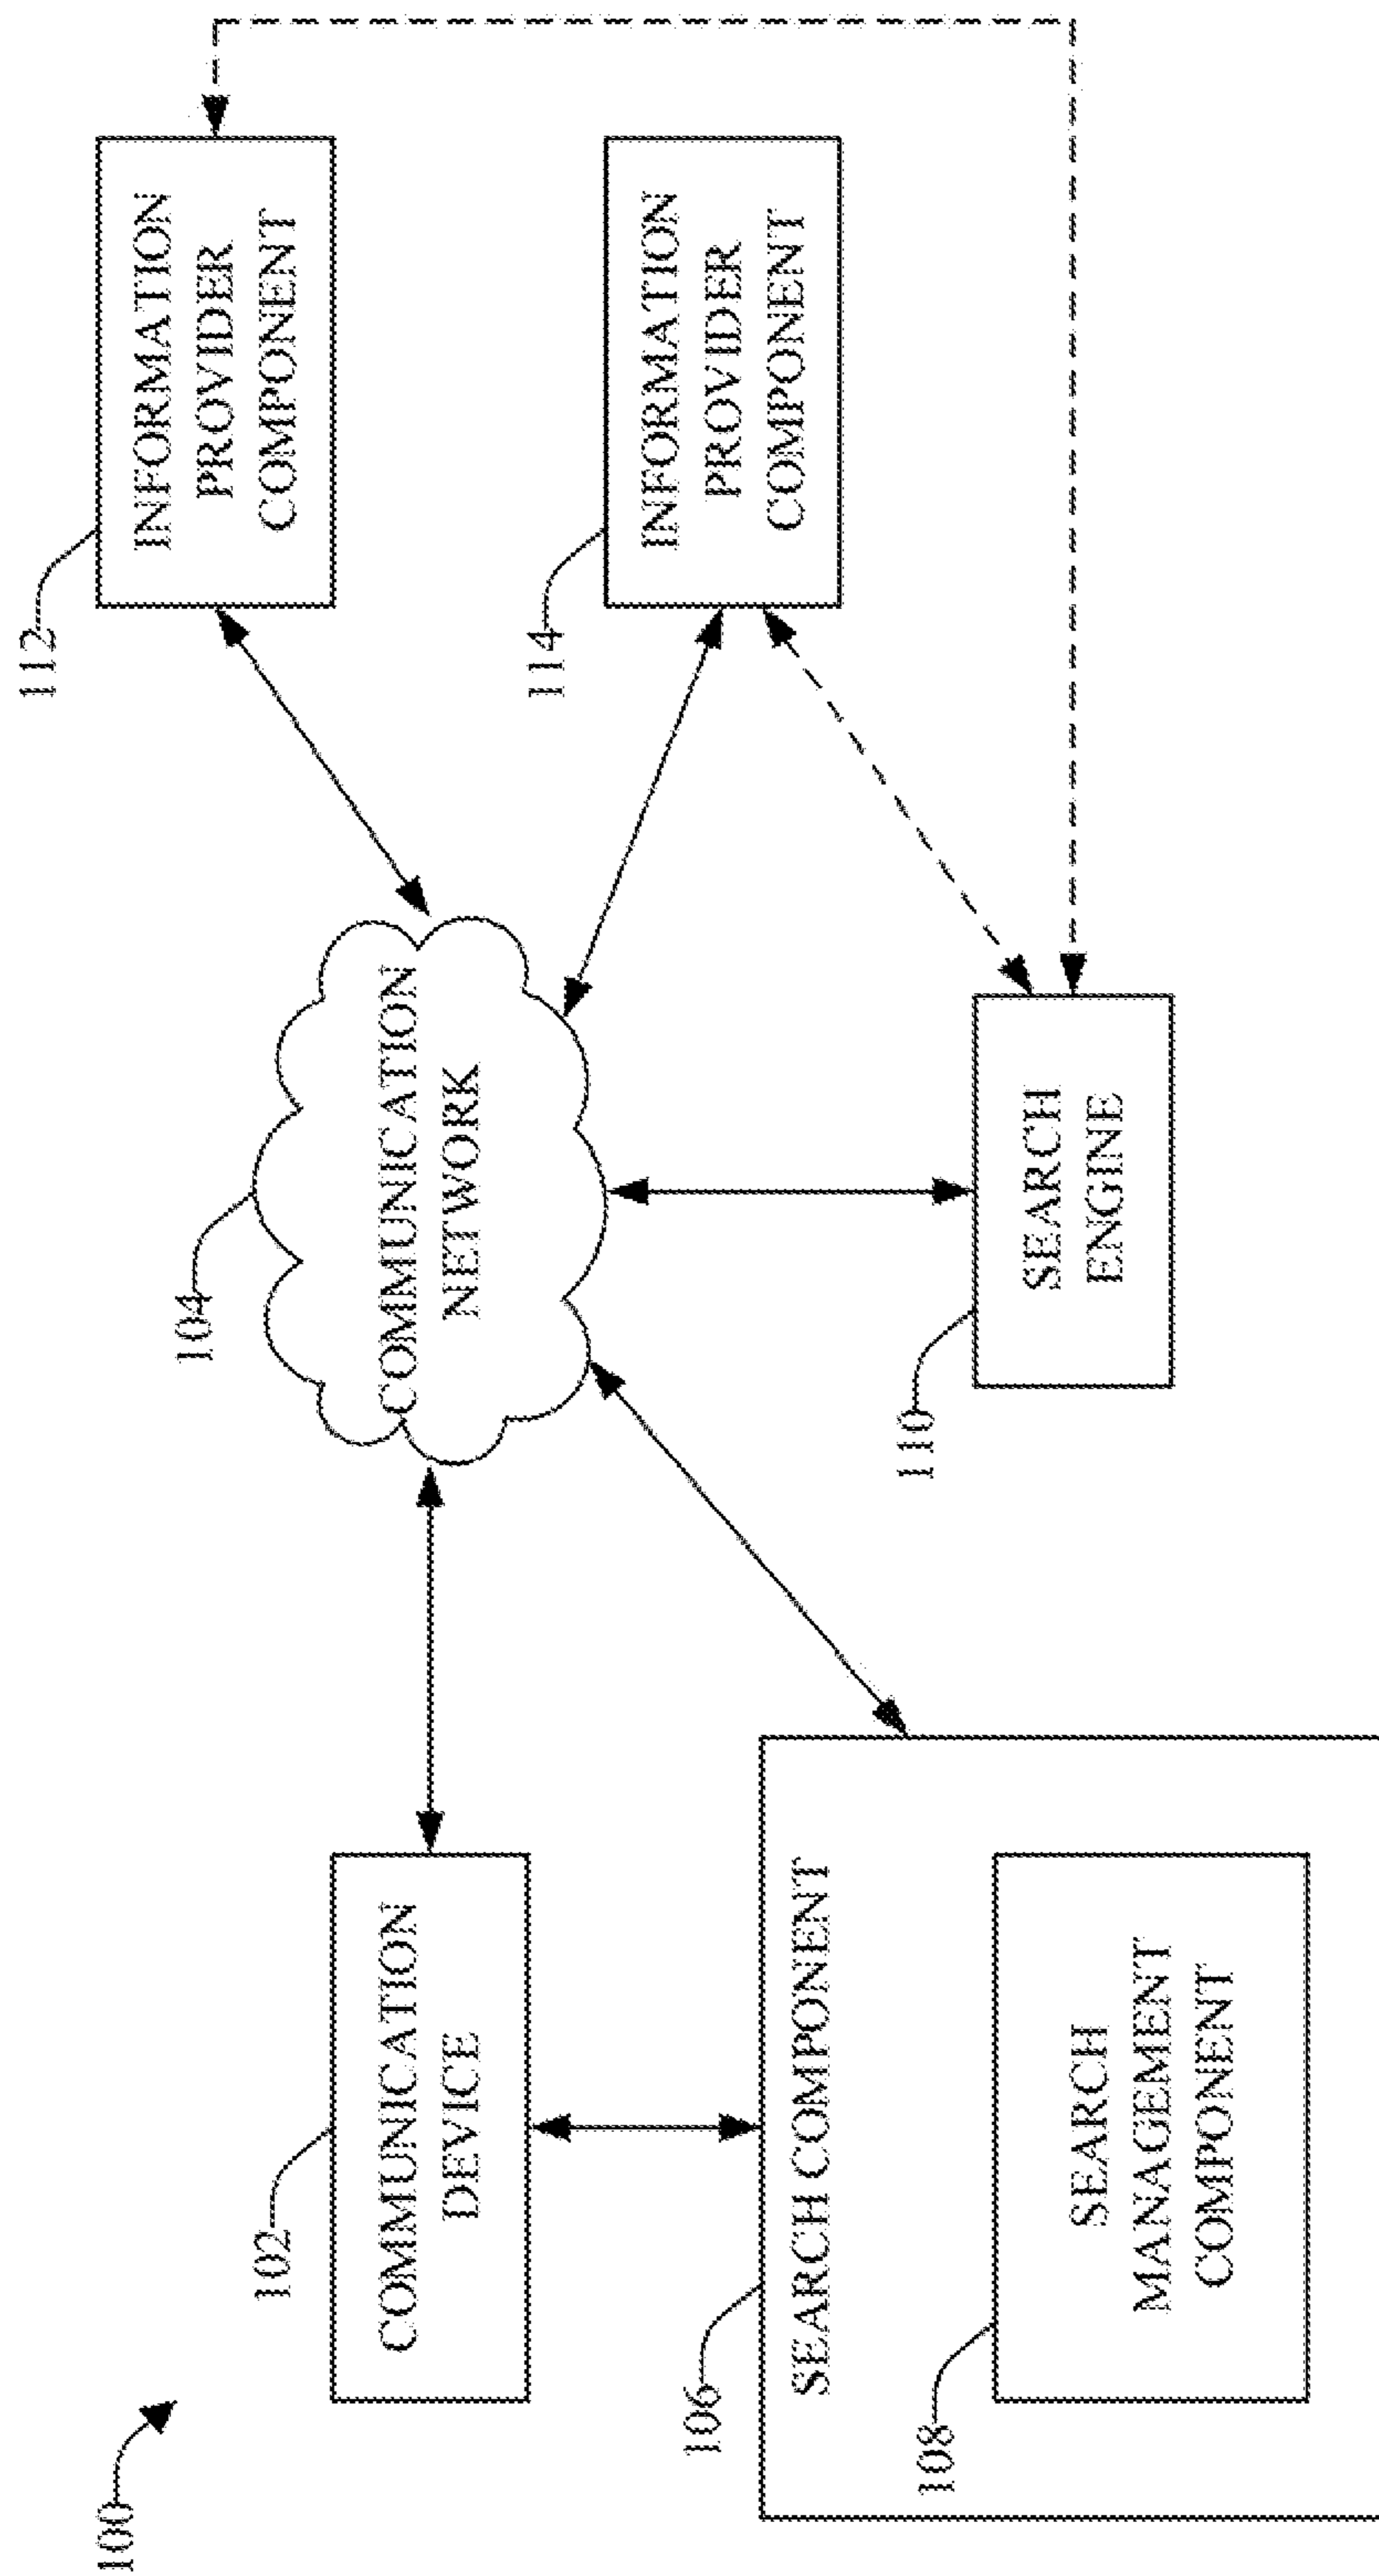 100
102
COMMUNICATION
DEVICE
104
COMMUNICATION
NETWORK
112
INFORMATION
PROVIDER
COMPONENT
114
INFORMATION
PROVIDER
COMPONENT
106
SEARCH COMPONENT
108
SEARCH
MANAGEMENT
COMPONENT
110
SEARCH
ENGINE